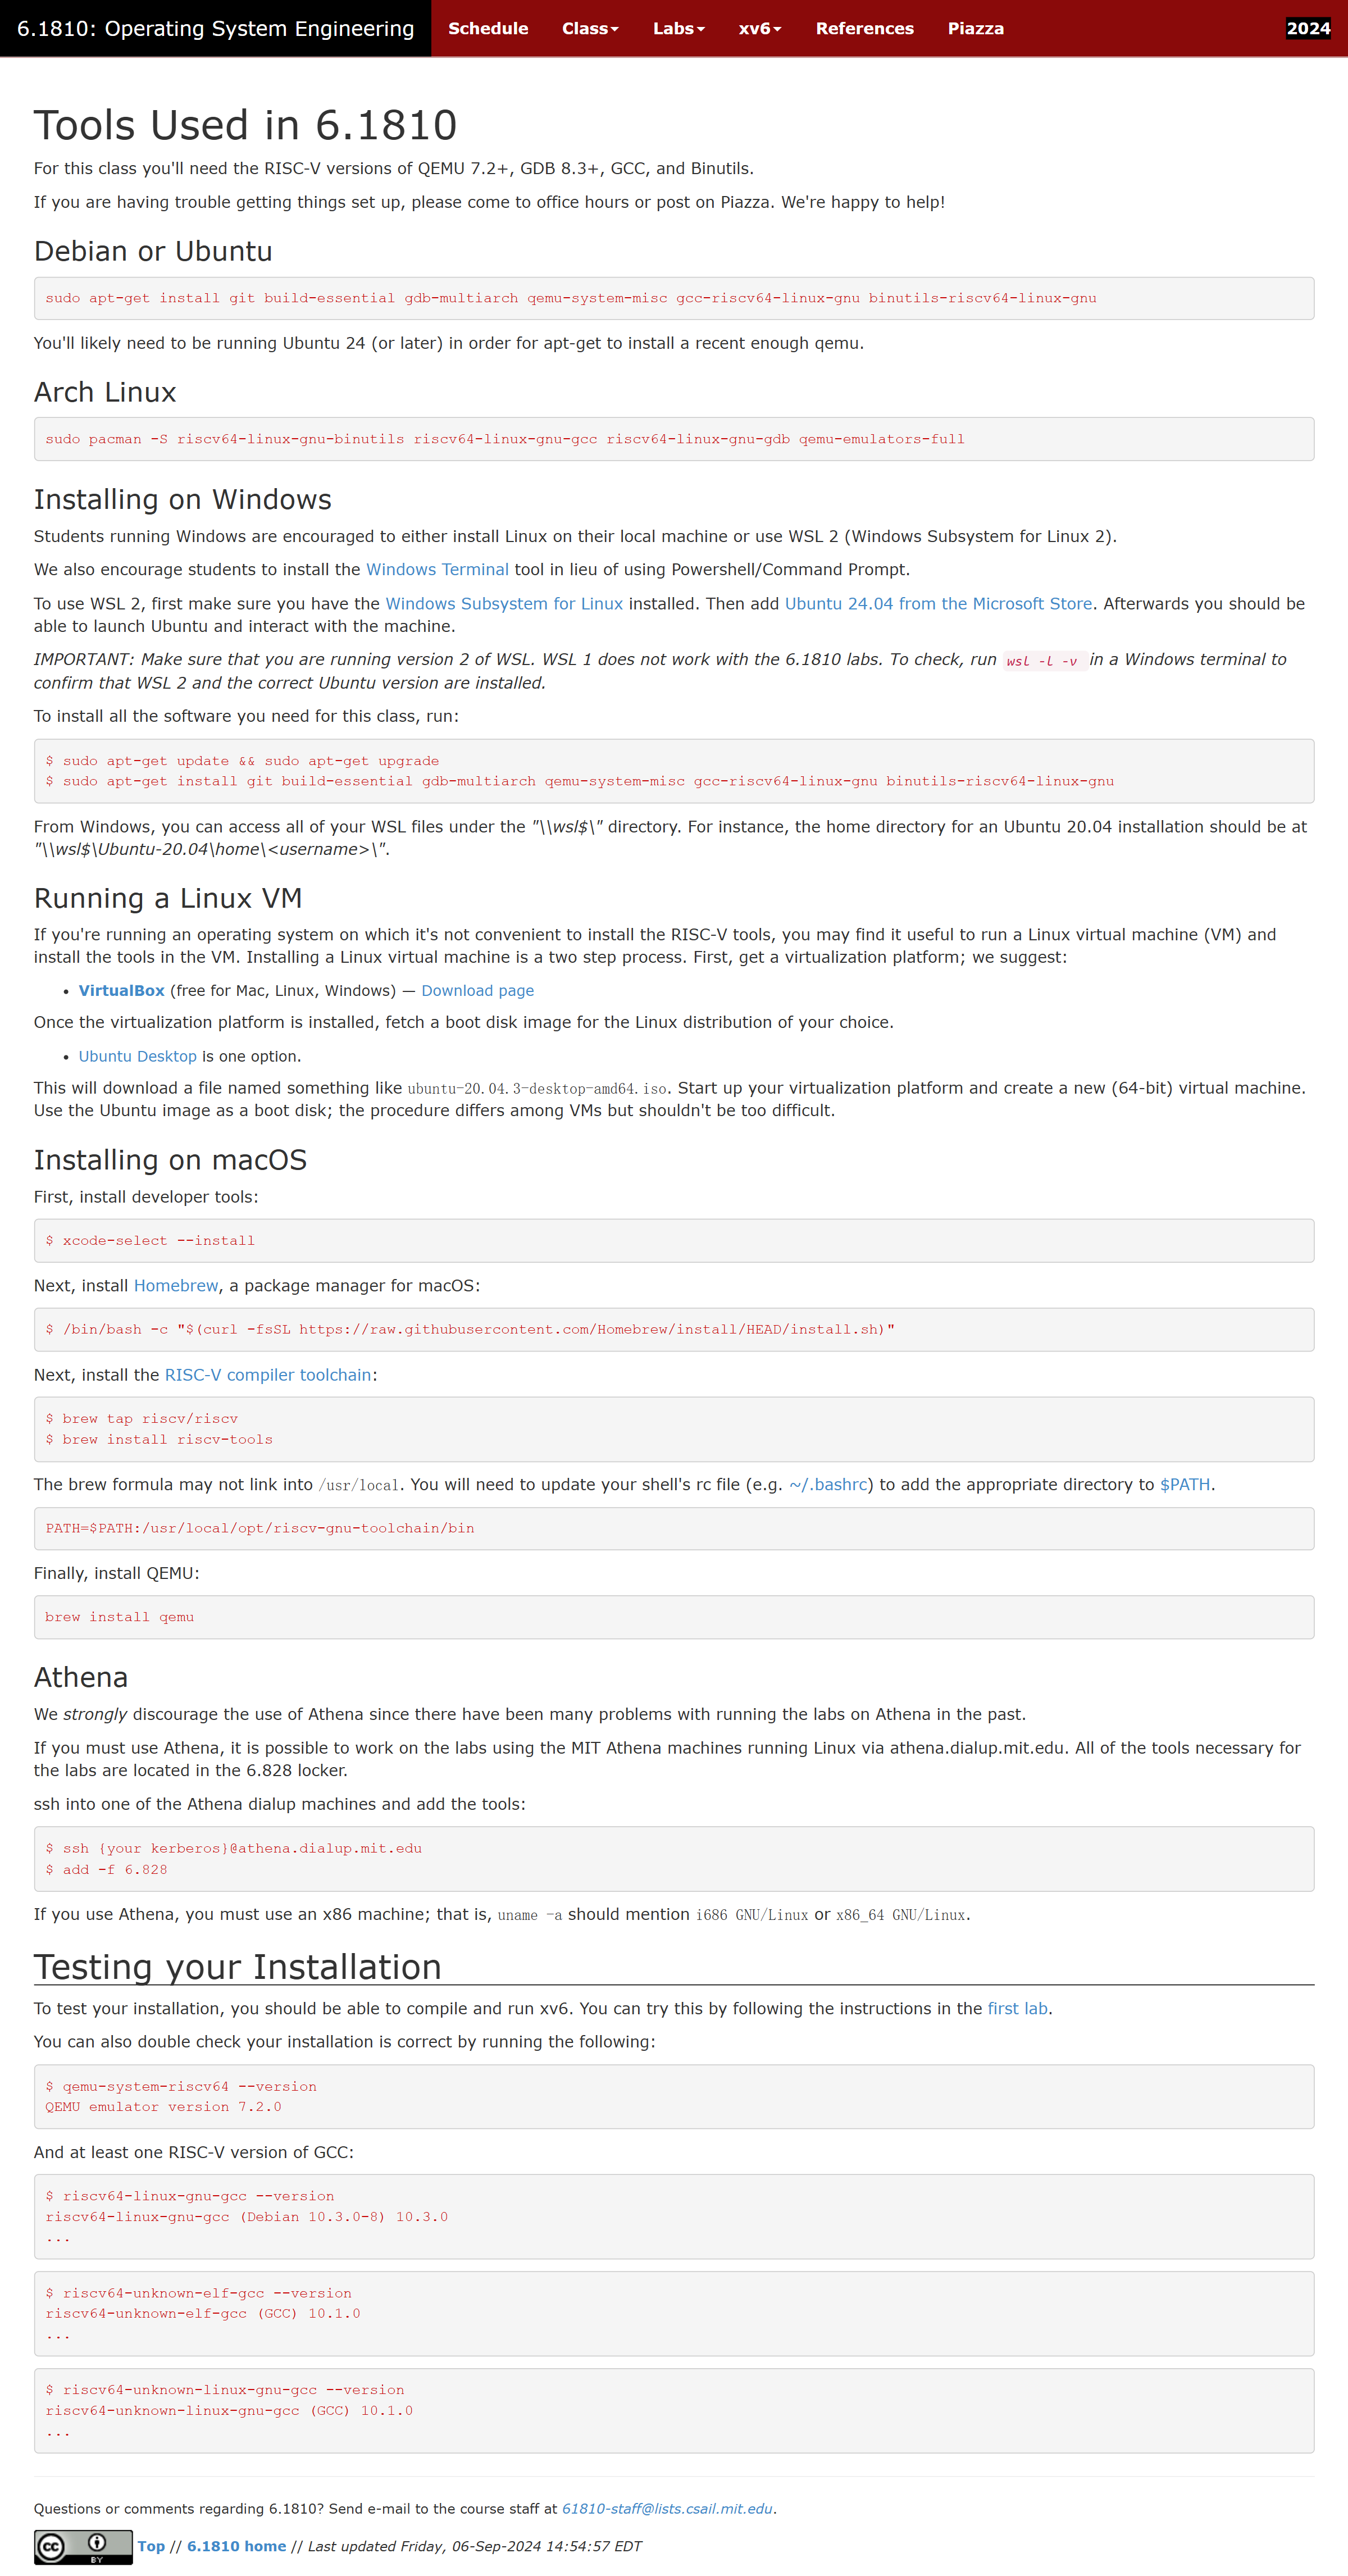 6.1810: Operating System Engineering Schedule Class Labs xv6 References Piazza 2024
Tools Used in 6.1810
For this class you'll need the RISC-V versions of QEMU 7.2+, GDB 8.3+, GCC, and Binutils.
If you are having trouble getting things set up, please come to office hours or post on Piazza. We're happy to help!
Debian or Ubuntu
sudo apt-get install git build-essential gdb-multiarch qemu-system-misc gcc-riscv64-linux-gnu binutils-riscv64-linux-gnu
You'll likely need to be running Ubuntu 24 (or later) in order for apt-get to install a recent enough qemu.
Arch Linux
sudo pacman -S riscv64-linux-gnu-binutils riscv64-linux-gnu-gcc riscv64-linux-gnu-gdb qemu-emulators-full
Installing on Windows
Students running Windows are encouraged to either install Linux on their local machine or use WSL 2 (Windows Subsystem for Linux 2).
We also encourage students to install the Windows Terminal tool in lieu of using Powershell/Command Prompt.
To use WSL 2, first make sure you have the Windows Subsystem for Linux installed. Then add Ubuntu 24.04 from the Microsoft Store. Afterwards you should be
able to launch Ubuntu and interact with the machine.
IMPORTANT: Make sure that you are running version 2 of WSL. WSL 1 does not work with the 6.1810 labs. To check, run wsl -l -v in a Windows terminal to
confirm that WSL 2 and the correct Ubuntu version are installed.
To install all the software you need for this class, run:
$ sudo apt-get update && sudo apt-get upgrade
$ sudo apt-get install git build-essential gdb-multiarch qemu-system-misc gcc-riscv64-linux-gnu binutils-riscv64-linux-gnu
From Windows, you can access all of your WSL files under the "\\wsl$\" directory. For instance, the home directory for an Ubuntu 20.04 installation should be at
"\\wsl$\Ubuntu-20.04\home\<username>\".
Running a Linux VM
If you're running an operating system on which it's not convenient to install the RISC-V tools, you may find it useful to run a Linux virtual machine (VM) and
install the tools in the VM. Installing a Linux virtual machine is a two step process. First, get a virtualization platform; we suggest:
• VirtualBox (free for Mac, Linux, Windows) — Download page
Once the virtualization platform is installed, fetch a boot disk image for the Linux distribution of your choice.
• Ubuntu Desktop is one option.
This will download a file named something like ubuntu-20.04.3-desktop-amd64.iso. Start up your virtualization platform and create a new (64-bit) virtual machine.
Use the Ubuntu image as a boot disk; the procedure differs among VMs but shouldn't be too difficult.
Installing on macOS
First, install developer tools:
$ xcode-select --install
Next, install Homebrew, a package manager for macOS:
$ /bin/bash -c "$(curl -fsSL https://raw.githubusercontent.com/Homebrew/install/HEAD/install.sh)"
Next, install the RISC-V compiler toolchain:
$ brew tap riscv/riscv
$ brew install riscv-tools
The brew formula may not link into /usr/local. You will need to update your shell's rc file (e.g. ~/.bashrc) to add the appropriate directory to $PATH.
PATH=$PATH:/usr/local/opt/riscv-gnu-toolchain/bin
Finally, install QEMU:
brew install qemu
Athena
We strongly discourage the use of Athena since there have been many problems with running the labs on Athena in the past.
If you must use Athena, it is possible to work on the labs using the MIT Athena machines running Linux via athena.dialup.mit.edu. All of the tools necessary for
the labs are located in the 6.828 locker.
ssh into one of the Athena dialup machines and add the tools:
$ ssh {your kerberos}@athena.dialup.mit.edu
$ add -f 6.828
If you use Athena, you must use an x86 machine; that is, uname -a should mention i686 GNU/Linux or x86_64 GNU/Linux.
Testing your Installation
To test your installation, you should be able to compile and run xv6. You can try this by following the instructions in the first lab.
You can also double check your installation is correct by running the following:
$ qemu-system-riscv64 --version
QEMU emulator version 7.2.0
And at least one RISC-V version of GCC:
$ riscv64-linux-gnu-gcc --version
riscv64-linux-gnu-gcc (Debian 10.3.0-8) 10.3.0
...
$ riscv64-unknown-elf-gcc --version
riscv64-unknown-elf-gcc (GCC) 10.1.0
...
$ riscv64-unknown-linux-gnu-gcc --version
riscv64-unknown-linux-gnu-gcc (GCC) 10.1.0
...
Questions or comments regarding 6.1810? Send e-mail to the course staff at 61810-staff@lists.csail.mit.edu.
cc BY Top // 6.1810 home // Last updated Friday, 06-Sep-2024 14:54:57 EDT